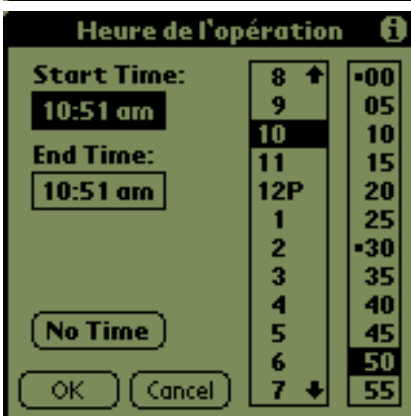 Heure de l'opération i
Start Time:
10:51 am
End Time:
10:51 am
No Time
OK Cancel
8
9
10
11
12P
1
2
3
4
5
6
7
00
05
10
15
20
25
30
35
40
45
50
55